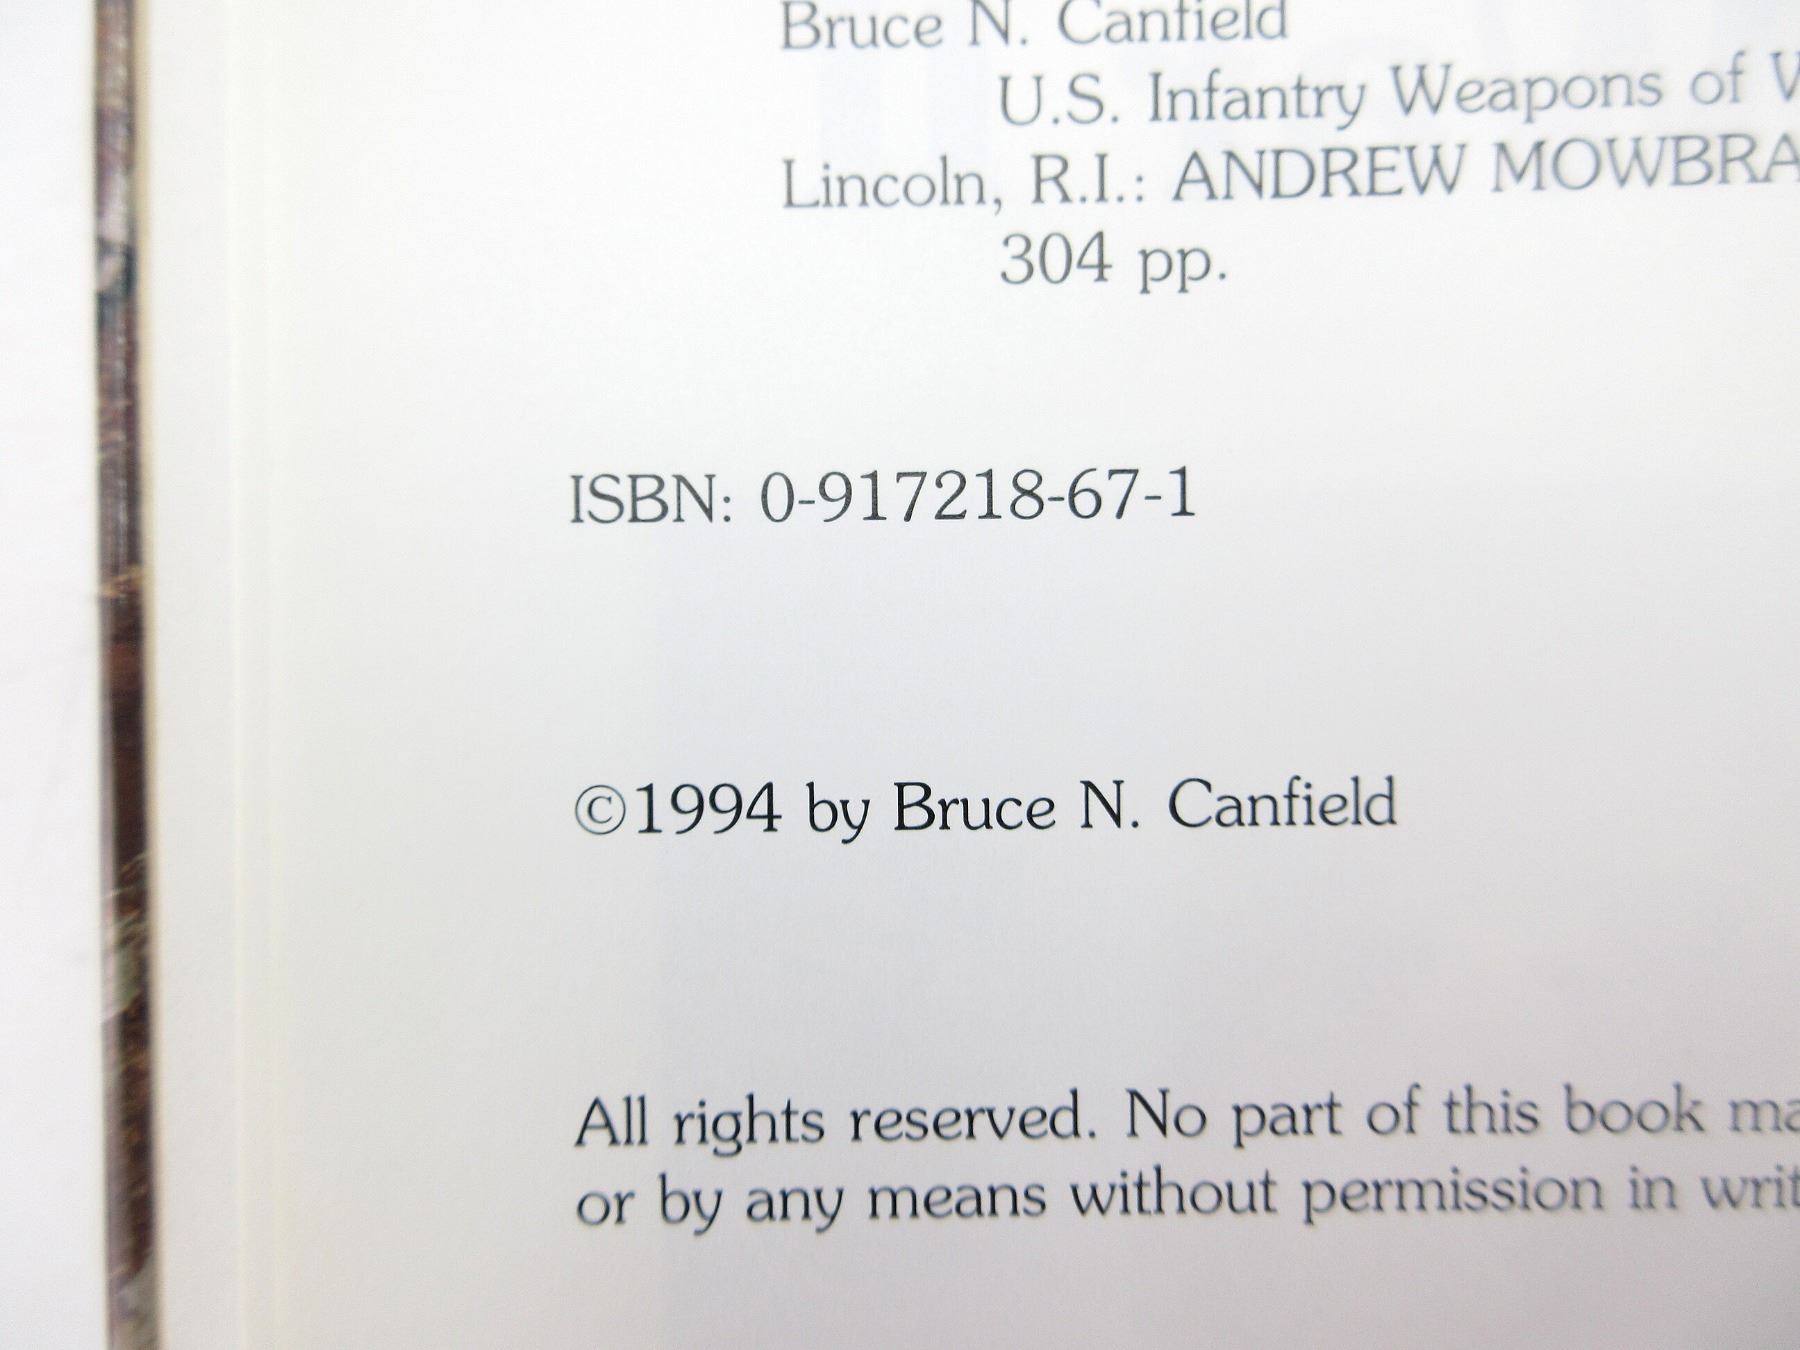 Bruce N. Canfield
U.S. Infantry Weapons of
Lincoln, R.I.: ANDREW
304 pp.
ISBN: 0-917218-67-1
©1994 by Bruce N. Canfield
All rights reserved. No part of this book
or by any means without permission in